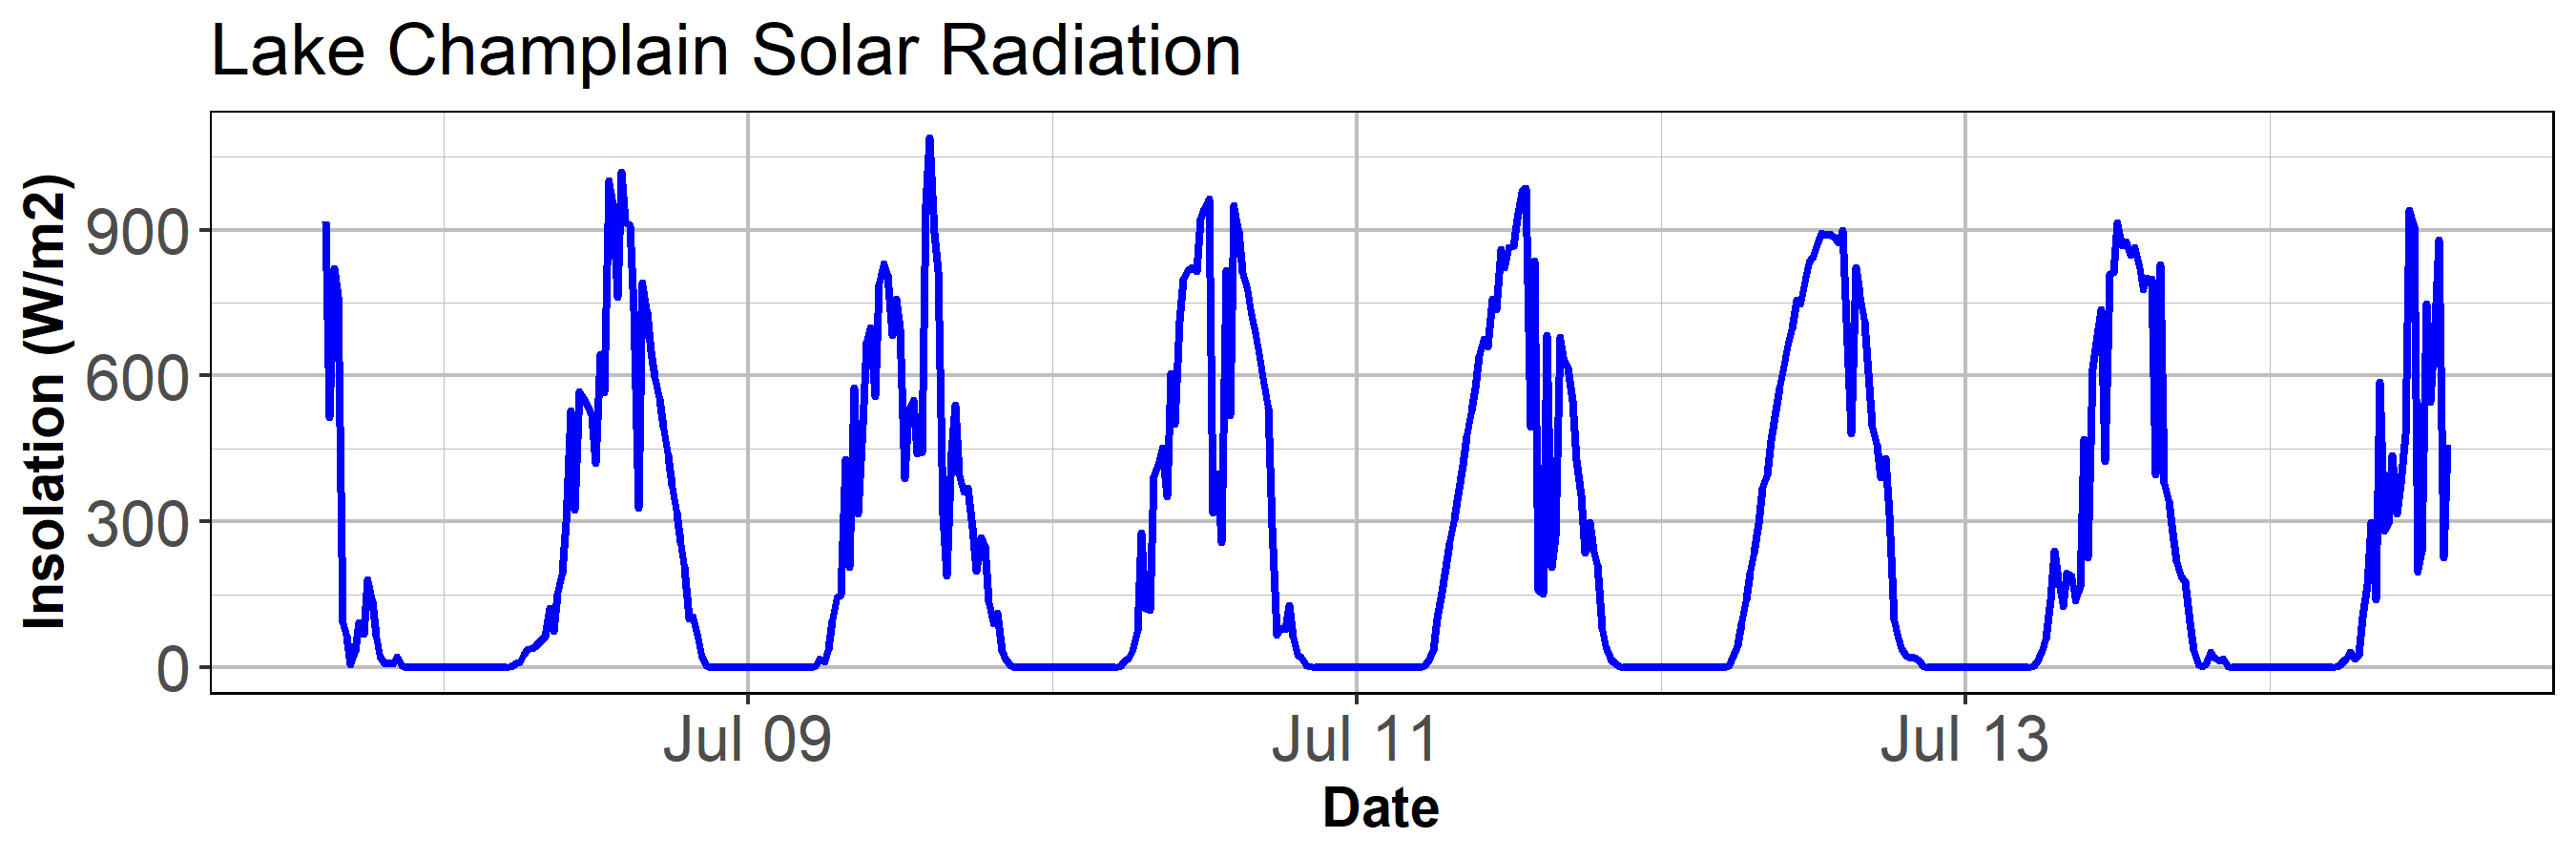 Lake Champlain Solar Radiation
Insolation (W/m2)
900
600
300
0
Jul 09
Jul 11
Jul 13
Date